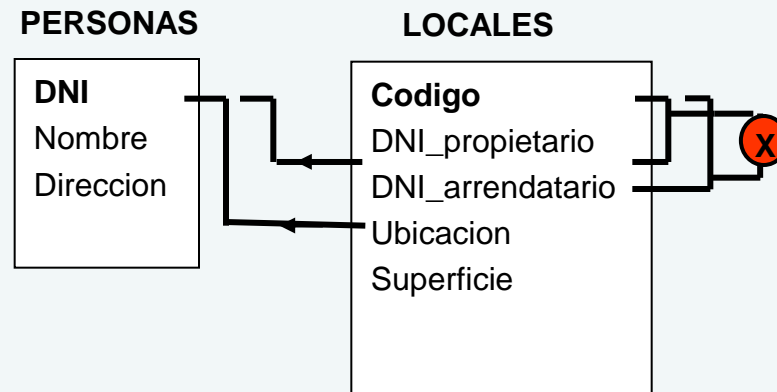 PERSONAS
DNI
Nombre
Direccion
LOCALES
Codigo
DNI_propietario
DNI_arrendatario
Ubicacion
Superficie
X